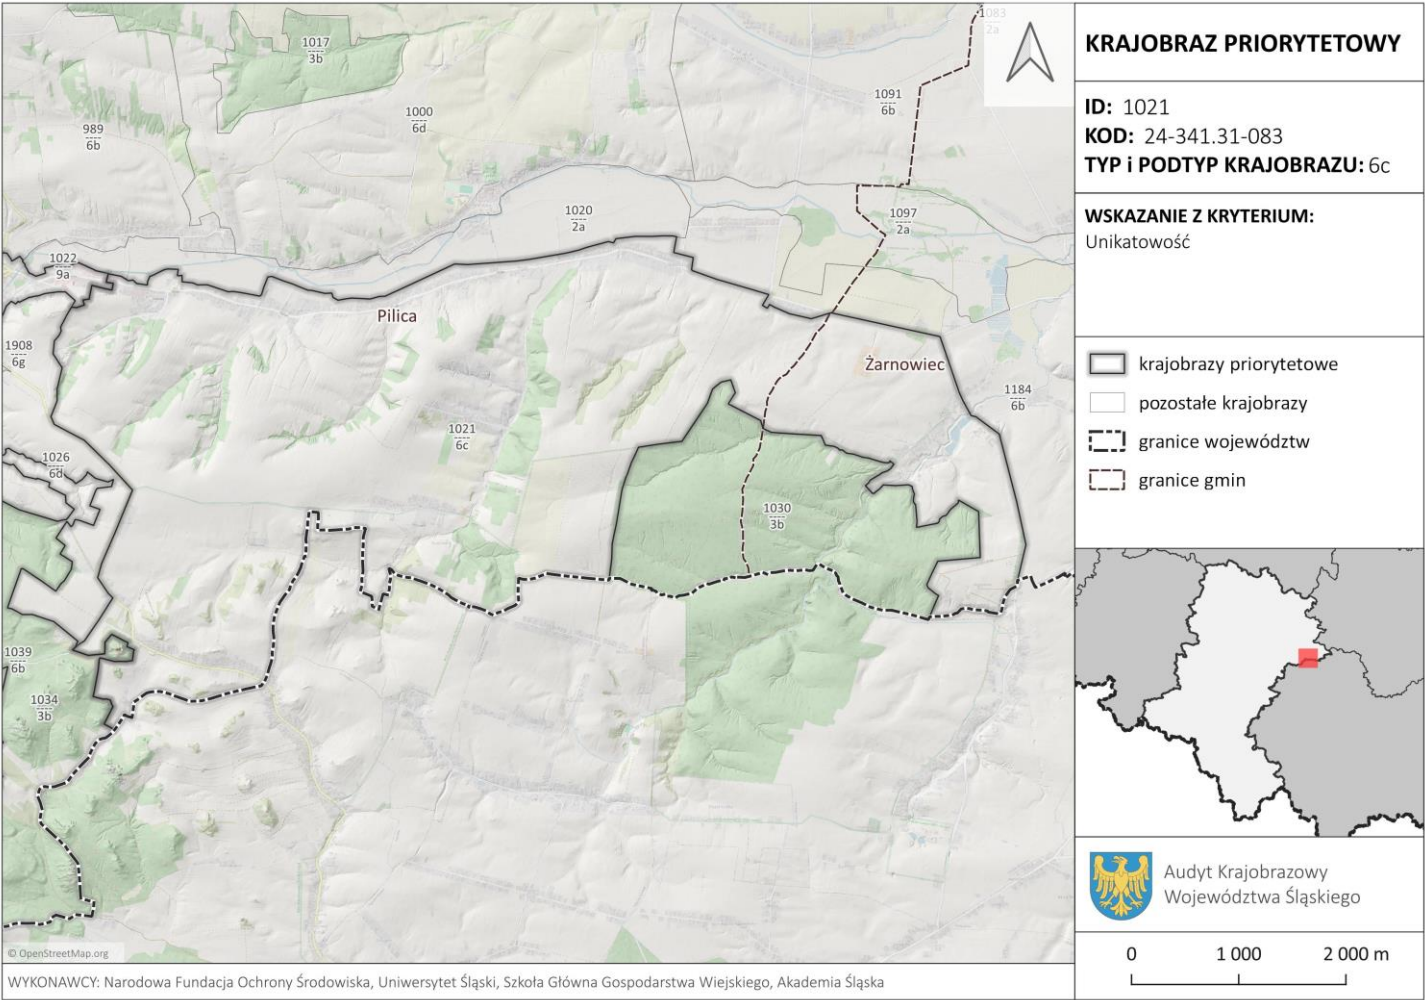 1083
2a
1017
3b
1091
6b
1000
6d
989
6b
1020
2a
1097
2a
1022
9a
Pilica
1908
6g
Żarnowiec
1184
6b
1021
6c
1026
6d
1030
3b
1039
6b
1034
3b
© OpenStreetMap.org
WYKONAWCY: Narodowa Fundacja Ochrony Środowiska, Uniwersytet Śląski, Szkoła Główna Gospodarstwa Wiejskiego, Akademia Śląska
KRAJOBRAZ PRIORYTETOWY
ID: 1021
KOD: 24-341.31-083
TYP i PODTYP KRAJOBRAZU: 6c
WSKAZANIE Z KRYTERIUM:
Unikatowość
krajobrazy priorytetowe
pozostałe krajobrazy
granice województw
granice gmin
Audyt Krajobrazowy
Województwa Śląskiego
0 1 000 2 000 m